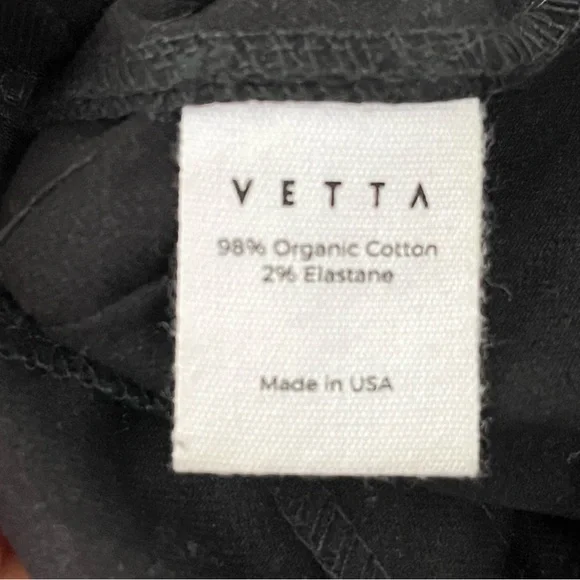 VETTA
98% Organic Cotton
2% Elastane
Made in USA